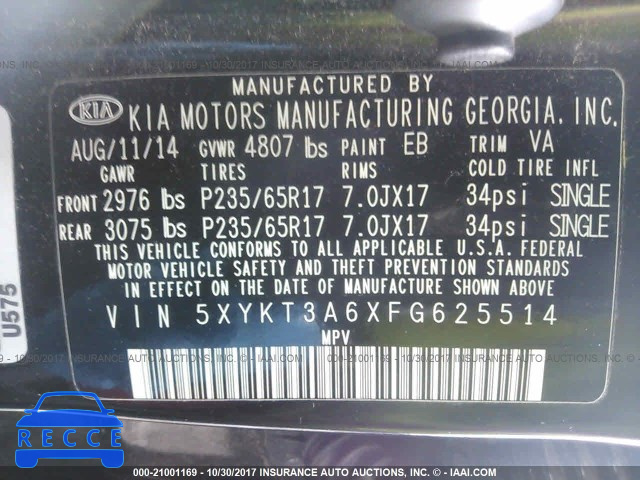 MANUFACTURED BY
KIA KIA MOTORS MANUFACTURING GEORGIA, INC.
AUG/11/14 GVWR 4807 lbs PAINT EB TRIM VA
GAWR TIRES RIMS COLD TIRE INFL
FRONT 2976 lbs P235/65R17 7.0JX17 34psi SINGLE
REAR 3075 lbs P235/65R17 7.0JX17 34psi SINGLE
THIS VEHICLE CONFORMS TO ALL APPLICABLE U.S.A. FEDERAL
MOTOR VEHICLE SAFETY AND THEFT PREVENTION STANDARDS
IN EFFECT ON THE DATE OF MANUFACTURE SHOWN ABOVE.
VIN 5XYKT3A6XFG625514
MPV
U575
RECCE
000-21001169 - 10/30/2017 INSURANCE AUTO AUCTIONS INC. - © IAAI.COM